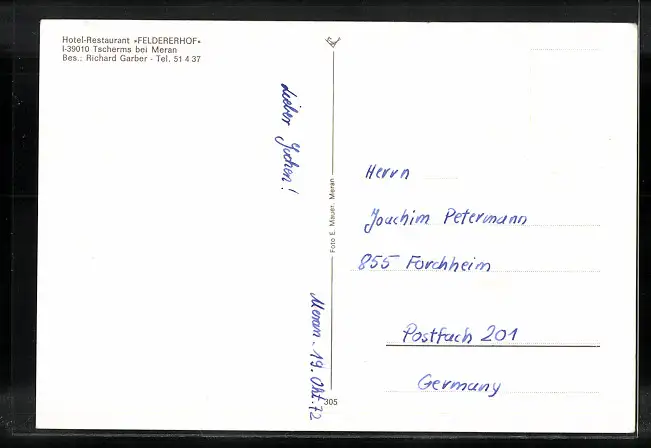 Hotel-Restaurant «FELDERERHOF»
I-39010 Tscherms bei Meran
Bes.: Richard Garber - Tel. 51 4 37
Lieber Jochen!
Meran, 19. Okt. 72
Foto E. Mauer, Meran
305
Herrn
Joachim Petermann
855 Forchheim
Postfach 201
Germany